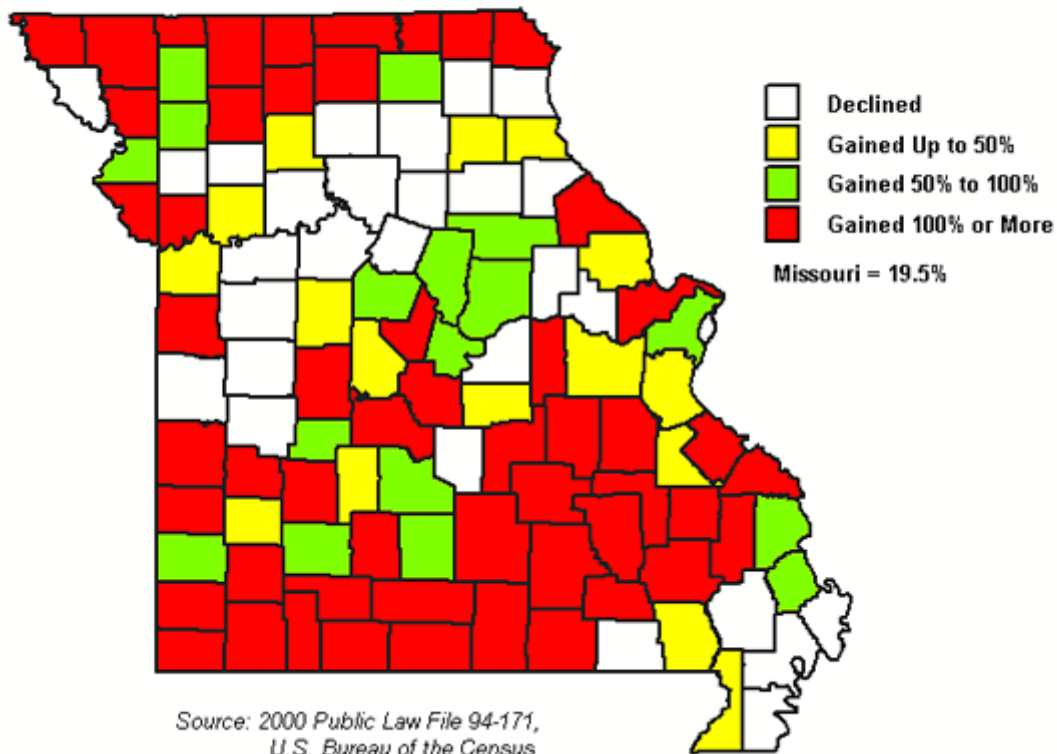 Declined
Gained Up to 50%
Gained 50% to 100%
Gained 100% or More
Missouri = 19.5%
Source: 2000 Public Law File 94-171,
U.S. Bureau of the Census